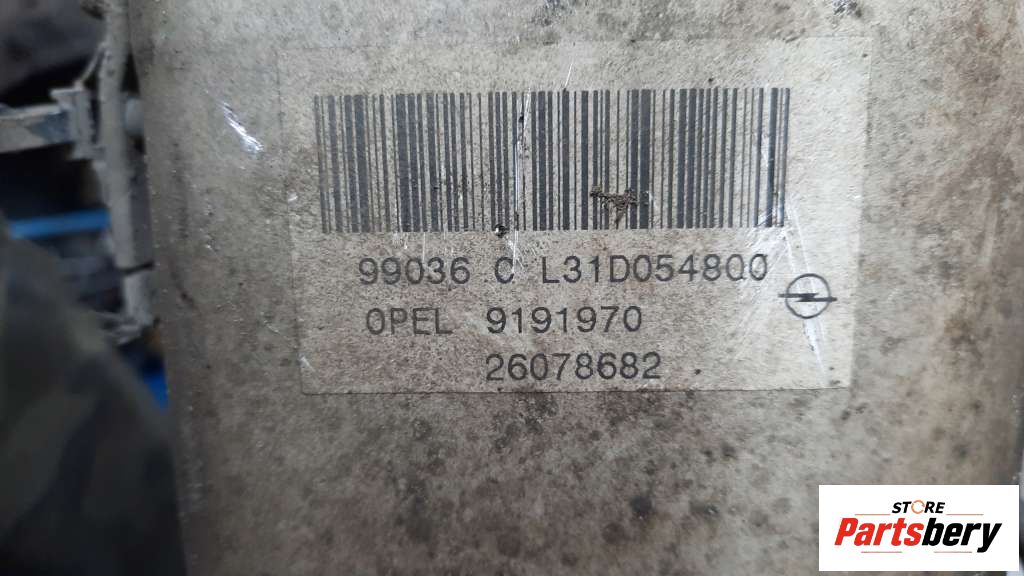 99036 C L31D054800
OPEL 9191970
26078682
STORE
Partsbery